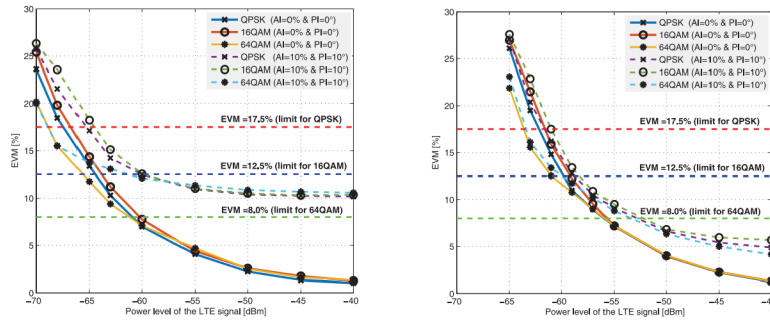 30
25
20
15
10
5
0
EVM [%]
−70
−65
−60
−55
−50
−45
−40
Power level of the LTE signal [dBm]
QPSK (AI=0% & PI=0°)
16QAM (AI=0% & PI=0°)
64QAM (AI=0% & PI=0°)
QPSK (AI=10% & PI=10°)
16QAM (AI=10% & PI=10°)
64QAM (AI=10% & PI=10°)
EVM =17.5% (limit for QPSK)
EVM =12.5% (limit for 16QAM)
EVM =8.0% (limit for 64QAM)
30
25
20
15
10
5
0
EVM [%]
−70
−65
−60
−55
−50
−45
−40
Power level of the LTE signal [dBm]
QPSK (AI=0% & PI=0°)
16QAM (AI=0% & PI=0°)
64QAM (AI=0% & PI=0°)
QPSK (AI=10% & PI=10°)
16QAM (AI=10% & PI=10°)
64QAM (AI=10% & PI=10°)
EVM =17.5% (limit for QPSK)
EVM =12.5% (limit for 16QAM)
EVM =8.0% (limit for 64QAM)